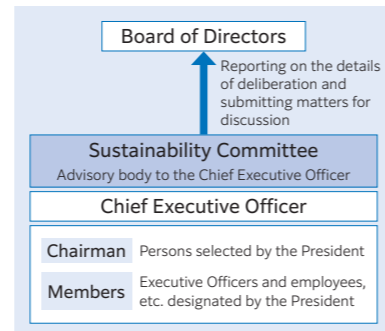 Board of Directors
Reporting on the details
of deliberation and
submitting matters for
discussion
Sustainability Committee
Advisory body to the Chief Executive Officer
Chief Executive Officer
Chairman Persons selected by the President
Members Executive Officers and employees,
etc. designated by the President